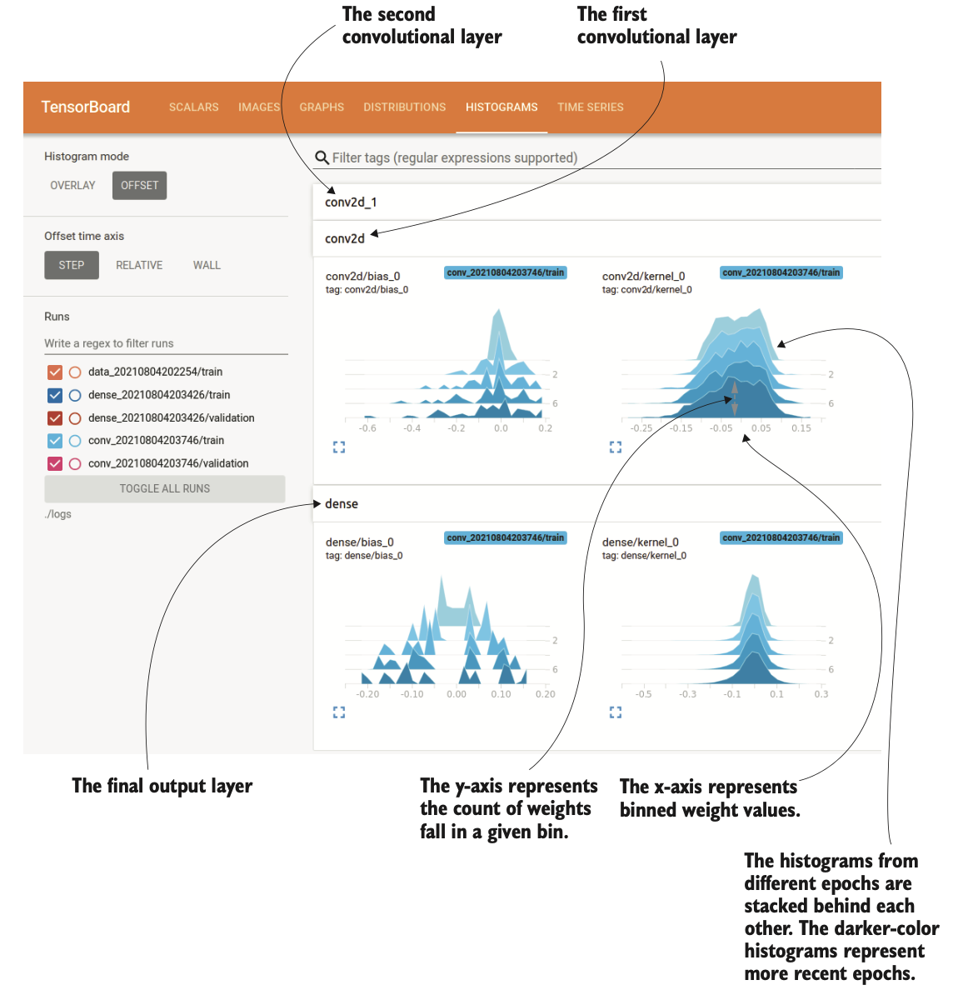 The second
convolutional layer
The first
convolutional layer
TensorBoard
SCALARS
IMAGES
GRAPHS
DISTRIBUTIONS
HISTOGRAMS
TIME SERIES
Histogram mode
OVERLAY
OFFSET
Offset time axis
STEP
RELATIVE
WALL
Runs
Write a regex to filter runs
data_20210804202254/train
dense_20210804203426/train
dense_20210804203426/validation
conv_20210804203746/train
conv_20210804203746/validation
TOGGLE ALL RUNS
./logs
Filter tags (regular expressions supported)
conv2d_1
conv2d
conv2d/bias_0
tag: conv2d/bias_0
conv_20210804203746/train
2
6
-0.6 -0.4 -0.2 0.0 0.2
conv2d/kernel_0
tag: conv2d/kernel_0
conv_20210804203746/train
2
6
-0.25 -0.15 -0.05 0.05 0.15
dense
dense/bias_0
tag: dense/bias_0
conv_20210804203746/train
2
6
-0.20 -0.10 0.00 0.10 0.20
dense/kernel_0
tag: dense/kernel_0
conv_20210804203746/train
2
6
-0.5 -0.3 -0.1 0.1 0.3
The final output layer
The y-axis represents
the count of weights
fall in a given bin.
The x-axis represents
binned weight values.
The histograms from
different epochs are
stacked behind each
other. The darker-color
histograms represent
more recent epochs.